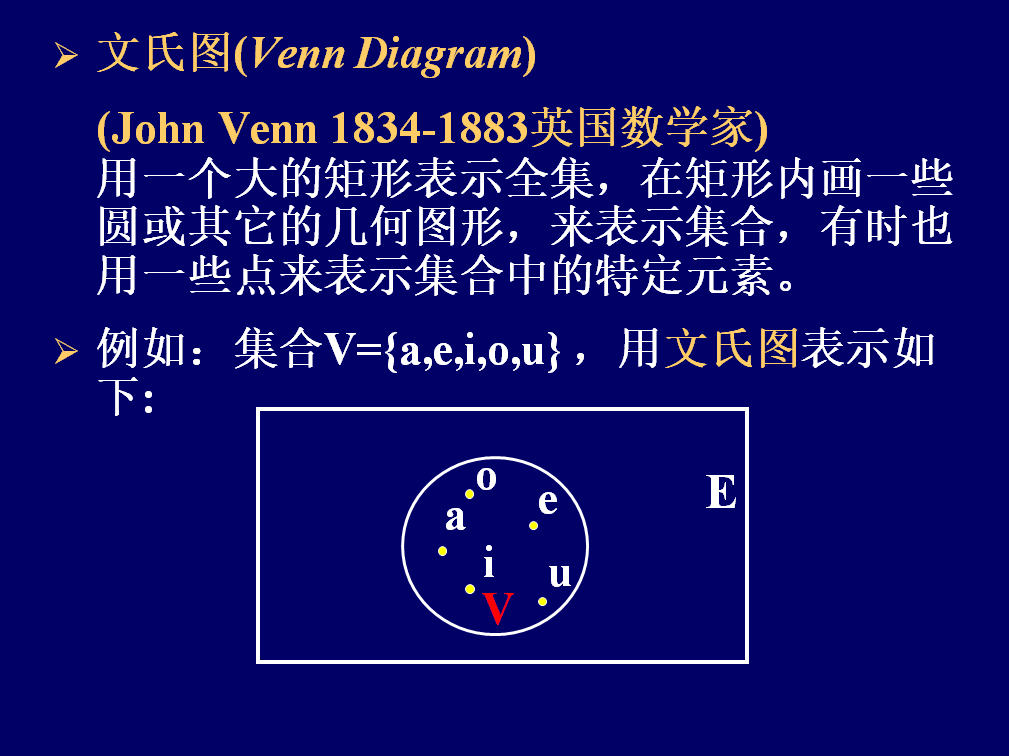 文氏图(Venn Diagram)
(John Venn 1834-1883英国数学家)
用一个大的矩形表示全集，在矩形内画一些
圆或其它的几何图形，来表示集合，有时也
用一些点来表示集合中的特定元素。
例如：集合V={a,e,i,o,u} ，用文氏图表示如
下：
o
e
E
a
i
u
V